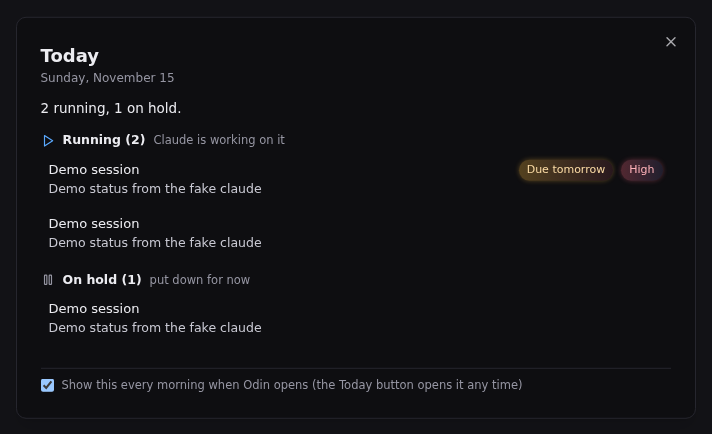 Today
Sunday, November 15
2 running, 1 on hold.
Running (2) Claude is working on it
Demo session Due tomorrow High
Demo status from the fake claude
Demo session
Demo status from the fake claude
On hold (1) put down for now
Demo session
Demo status from the fake claude
Show this every morning when Odin opens (the Today button opens it any time)